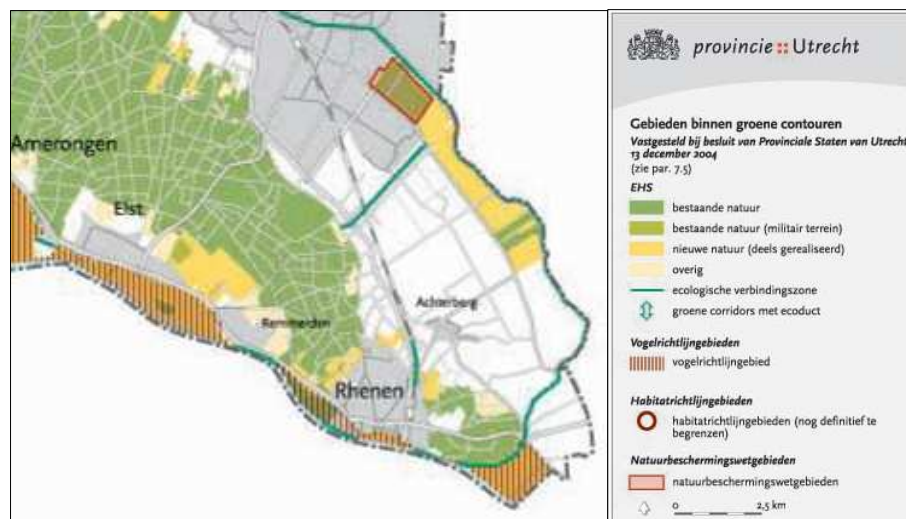 Amerongen
Elst
Remmerden
Achterberg
Rhenen
provincie :: Utrecht
Gebieden binnen groene contouren
Vastgesteld bij besluit van Provinciale Staten van Utrecht
13 december 2004
(zie par. 7.5)
EHS
bestaande natuur
bestaande natuur (militair terrein)
nieuwe natuur (deels gerealiseerd)
overig
ecologische verbindingszone
groene corridors met ecoduct
Vogelrichtlijngebieden
vogelrichtlijngebied
Habitatrichtlijngebieden
habitatrichtlijngebieden (nog definitief te
begrenzen)
Natuurbeschermingswetgebieden
natuurbeschermingswetgebieden
0 2,5 km